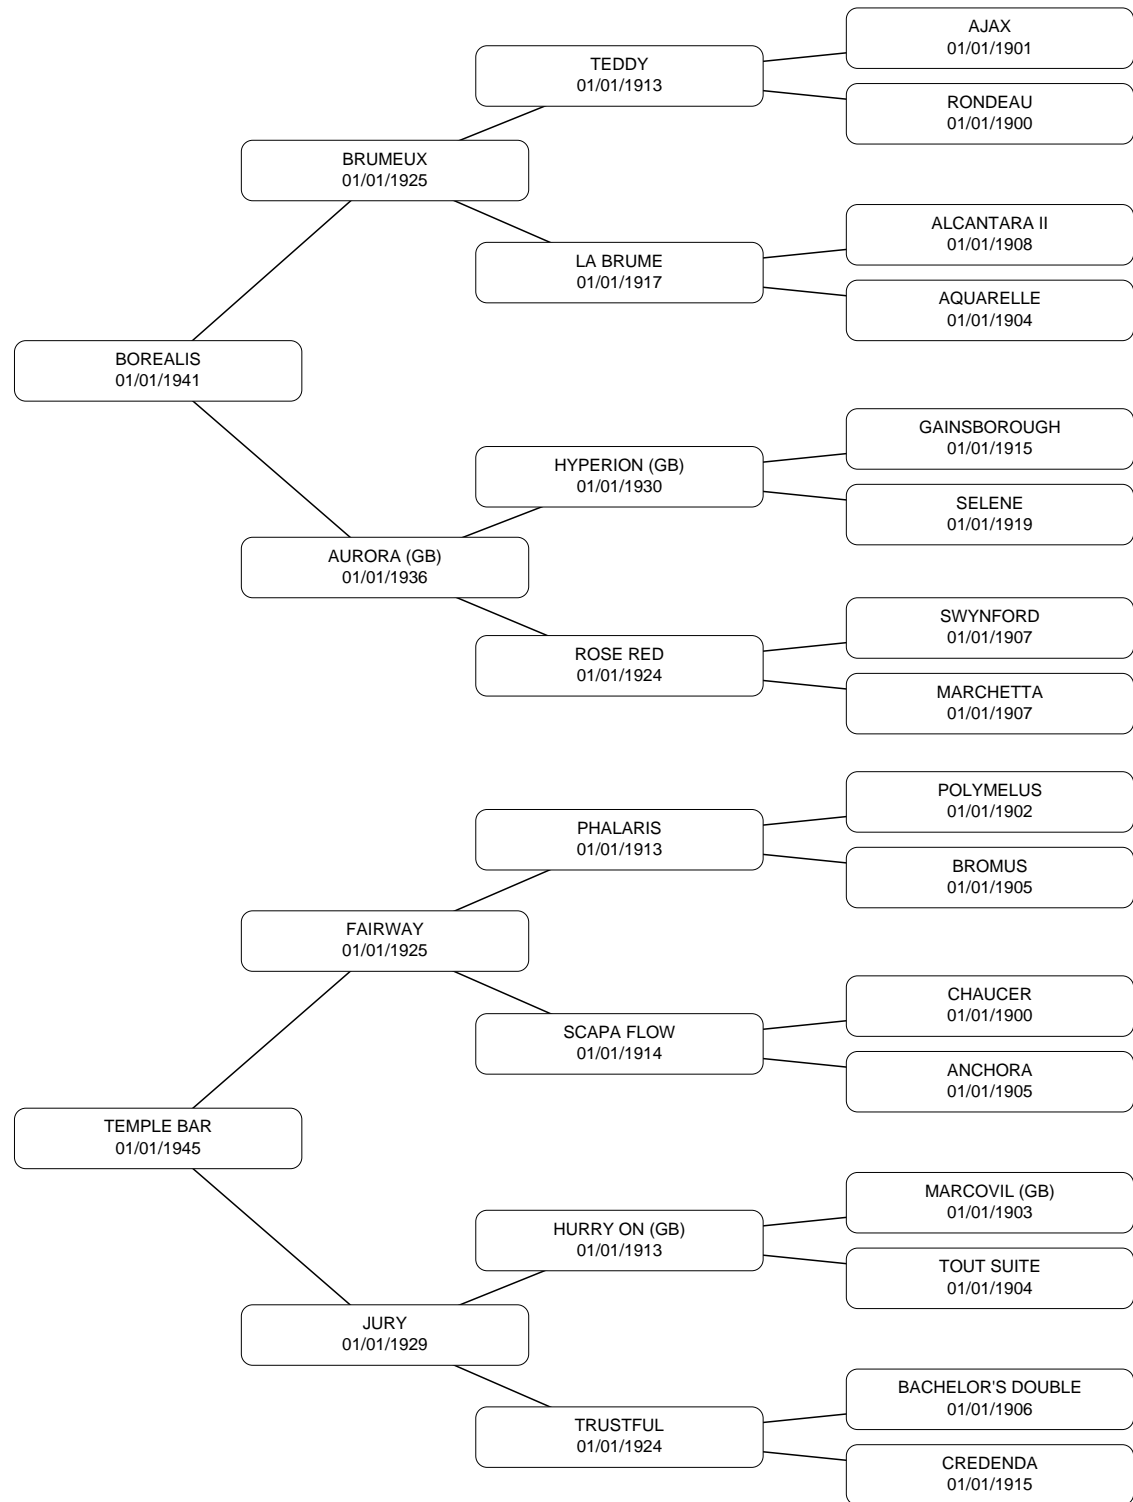 AJAX
01/01/1901
TEDDY
01/01/1913
RONDEAU
01/01/1900
BRUMEUX
01/01/1925
ALCANTARA II
01/01/1908
LA BRUME
01/01/1917
AQUARELLE
01/01/1904
BOREALIS
01/01/1941
GAINSBOROUGH
01/01/1915
HYPERION (GB)
01/01/1930
SELENE
01/01/1919
AURORA (GB)
01/01/1936
SWYNFORD
01/01/1907
ROSE RED
01/01/1924
MARCHETTA
01/01/1907
POLYMELUS
01/01/1902
PHALARIS
01/01/1913
BROMUS
01/01/1905
FAIRWAY
01/01/1925
CHAUCER
01/01/1900
SCAPA FLOW
01/01/1914
ANCHORA
01/01/1905
TEMPLE BAR
01/01/1945
MARCOVIL (GB)
01/01/1903
HURRY ON (GB)
01/01/1913
TOUT SUITE
01/01/1904
JURY
01/01/1929
BACHELOR'S DOUBLE
01/01/1906
TRUSTFUL
01/01/1924
CREDENDA
01/01/1915